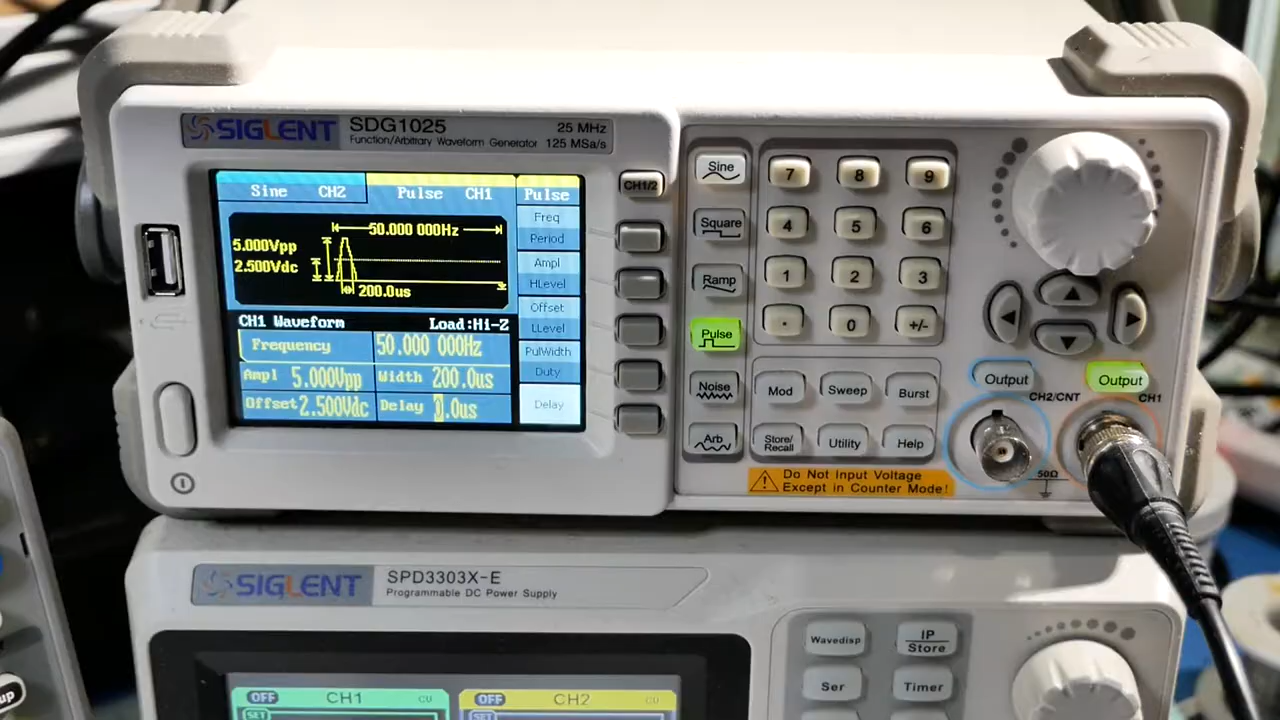 SIGLENT SDG1025 25 MHz
Function/Arbitrary Waveform Generator 125 MSa/s
Sine CH2 Pulse CH1 Pulse
50.000 000Hz
5.000Vpp
2.500Vdc
200.0us
CH1 Waveform Load:Hi-Z
Frequency 50.000 000Hz
Ampl 5.000Vpp Width 200.0us
Offset 2.500Vdc Delay 0.0us
Freq
Period
Ampl
HLevel
Offset
LLevel
PulWidth
Duty
Delay
CH1/2
Sine
Square
Ramp
Pulse
Noise
Arb
7 8 9
4 5 6
1 2 3
. 0 +/-
Mod Sweep Burst
Store/Recall Utility Help
Output Output
CH2/CNT CH1
50Ω
Do Not Input Voltage
Except in Counter Mode!
SIGLENT SPD3303X-E
Programmable DC Power Supply
OFF CH1 CU OFF CH2 CU
SET SET
Wavedisp IP
Store
Ser Timer
up